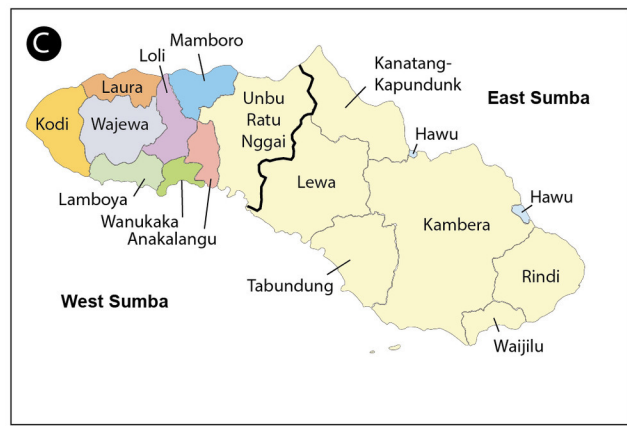 C
Mamboro
Loli
Kanatang-
Kapundunk
Laura
East Sumba
Unbu
Ratu
Nggai
Kodi
Wajewa
Hawu
Lewa
Hawu
Lamboya
Wanukaka
Anakalangu
Kambera
Tabundung
Rindi
West Sumba
Waijilu